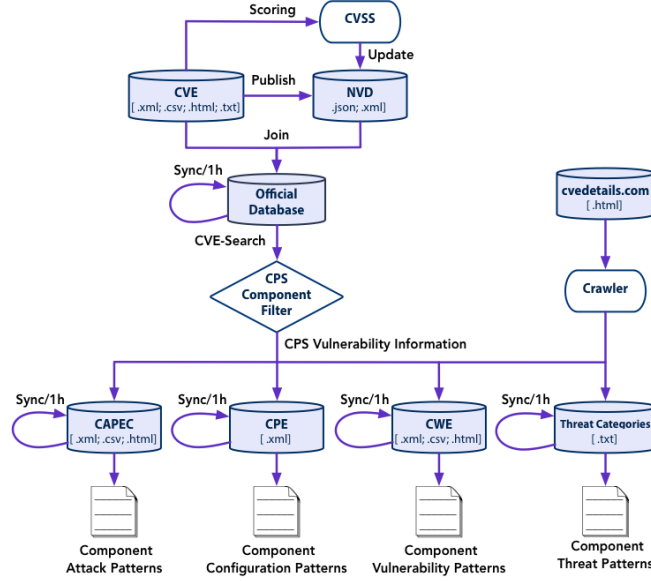 Scoring
CVSS
Update
CVE
[ .xml; .csv; .html; .txt]
Publish
NVD
.json; .xml]
Join
Sync/1h
Official
Database
cvedetails.com
[ .html]
CVE-Search
CPS
Component
Filter
Crawler
CPS Vulnerability Information
Sync/1h
CAPEC
[ .xml; .csv; .html]
Sync/1h
CPE
[ .xml]
Sync/1h
CWE
[ .xml; .csv; .html]
Sync/1h
Threat Categories
[ .txt]
Component
Attack Patterns
Component
Configuration Patterns
Component
Vulnerability Patterns
Component
Threat Patterns